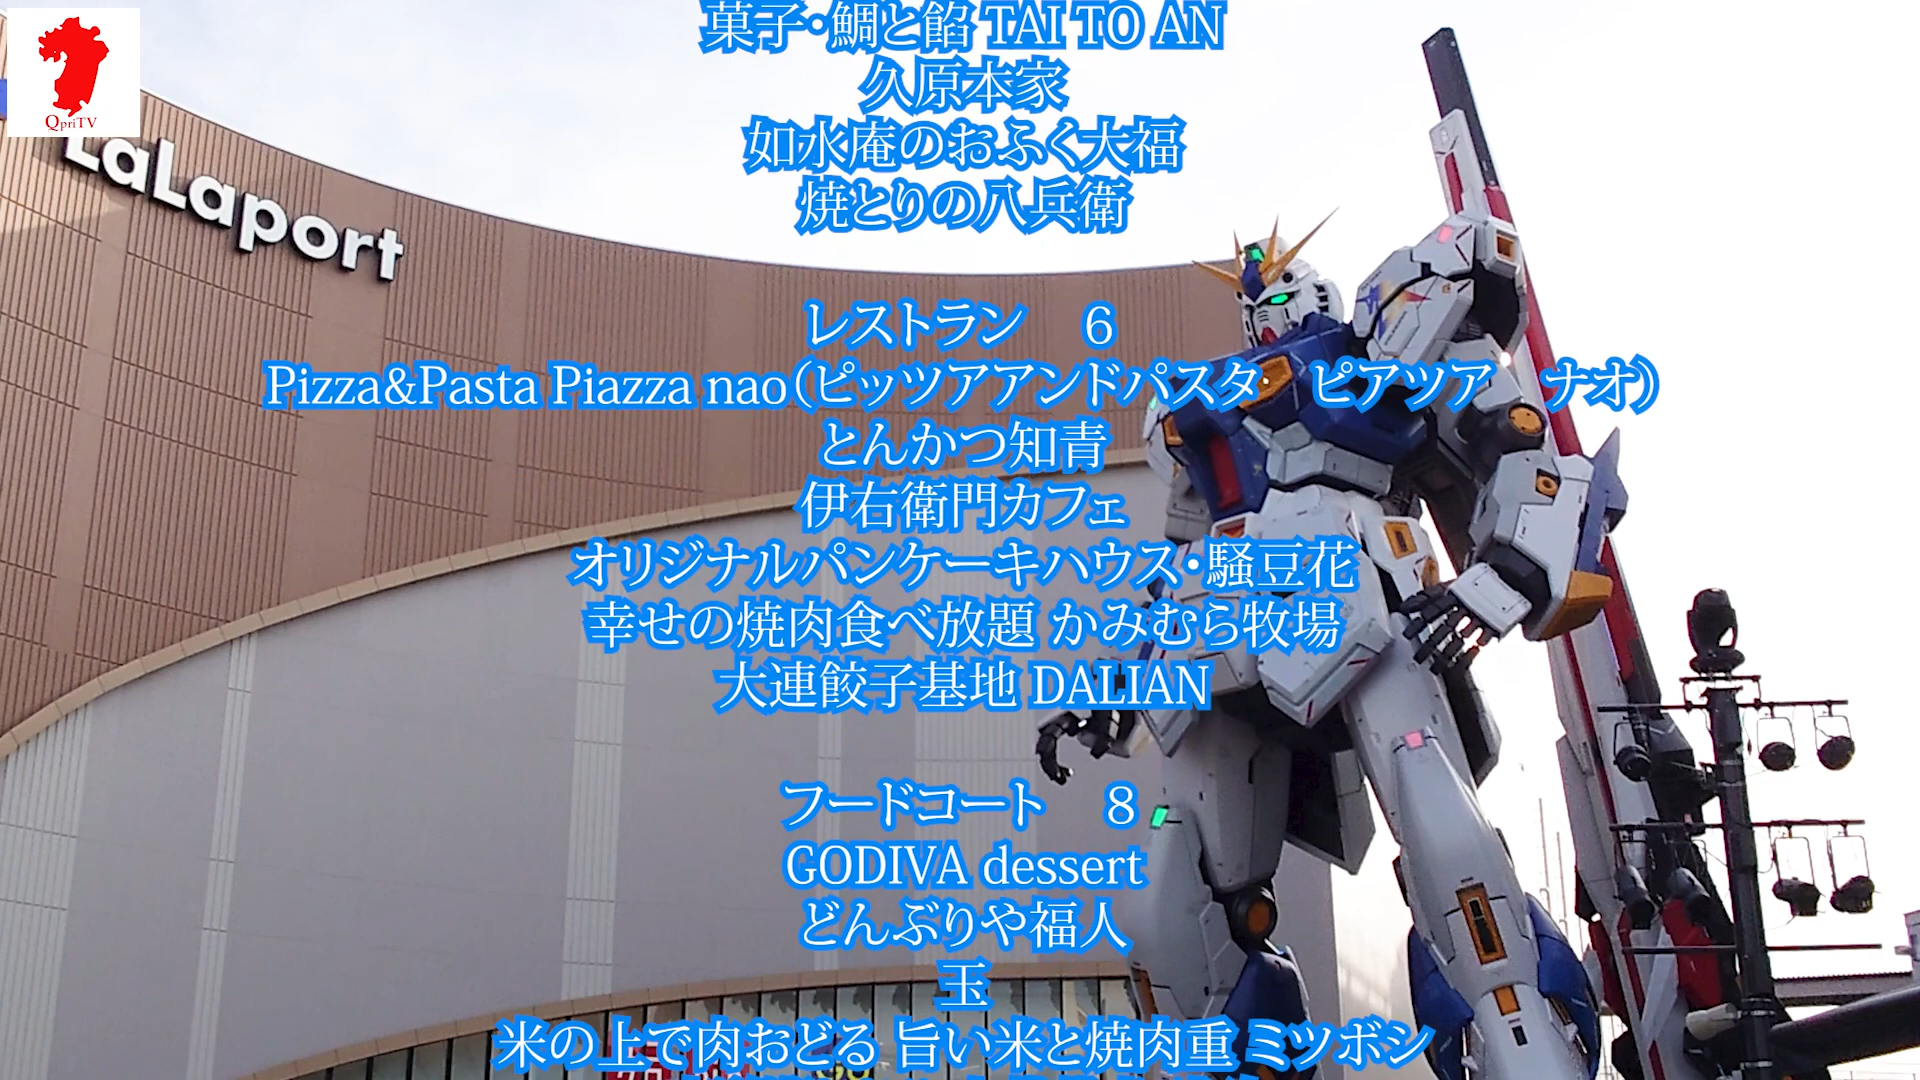 QpriTV
LaLaport
菓子・鯛と餡 TAI TO AN
久原本家
如水庵のおふく大福
焼とりの八兵衛
レストラン　６
Pizza&Pasta Piazza nao（ピッツアアンドパスタ　ピアツア　ナオ）
とんかつ知青
伊右衛門カフェ
オリジナルパンケーキハウス・騒豆花
幸せの焼肉食べ放題 かみむら牧場
大連餃子基地 DALIAN
フードコート　８
GODIVA dessert
どんぶりや福人
玉
米の上で肉おどる 旨い米と焼肉重 ミツボシ